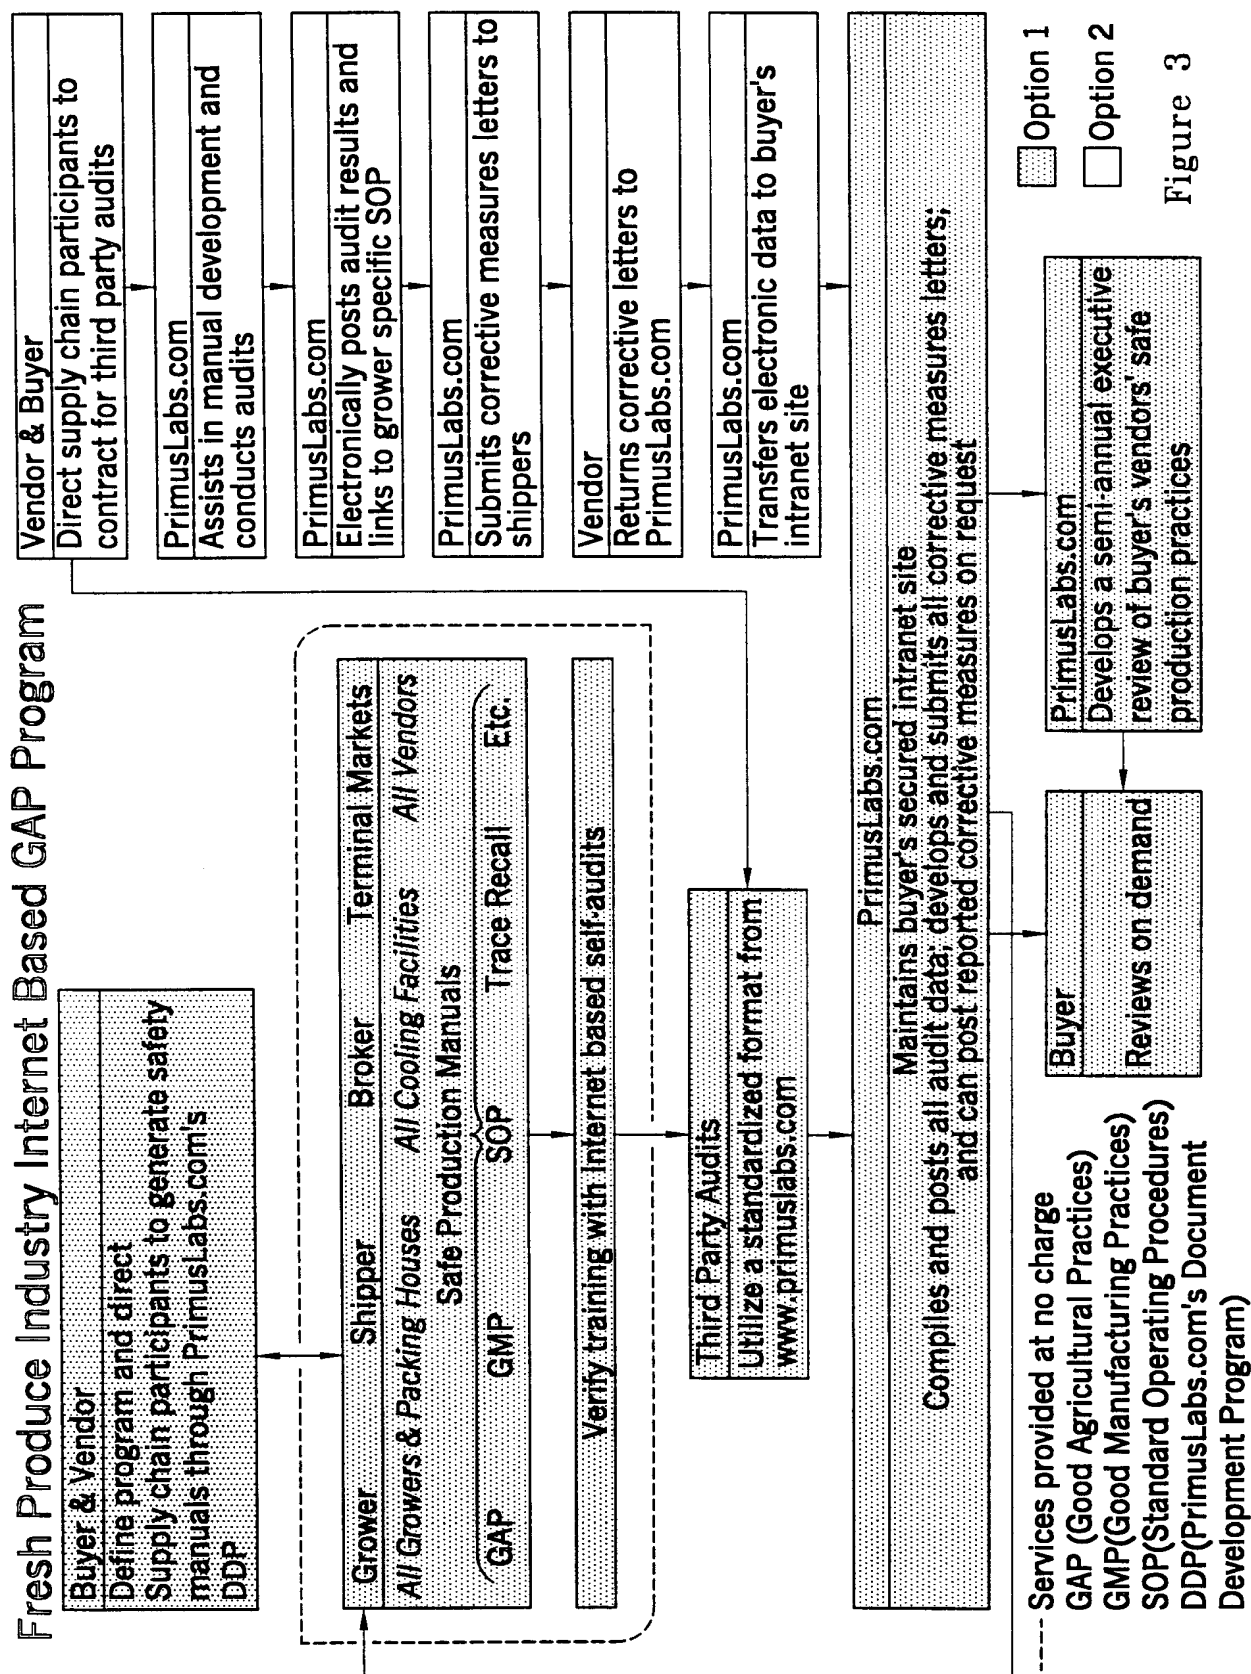 Fresh Produce Industry Internet Based GAP Program
Buyer & Vendor
Define program and direct
Supply chain participants to generate safety
manuals through PrimusLabs.com's
DDP
Grower Shipper Broker Terminal Markets
All Growers & Packing Houses All Cooling Facilities All Vendors
Safe Production Manuals
GAP GMP SOP Trace Recall Etc.
Verify training with Internet based self-audits
Third Party Audits
Utilize a standardized format from
www.primuslabs.com
Vendor & Buyer
Direct supply chain participants to
contract for third party audits
PrimusLabs.com
Assists in manual development and
conducts audits
PrimusLabs.com
Electronically posts audit results and
links to grower specific SOP
PrimusLabs.com
Submits corrective measures letters to
shippers
Vendor
Returns corrective letters to
PrimusLabs.com
PrimusLabs.com
Transfers electronic data to buyer's
intranet site
PrimusLabs.com
Maintains buyer's secured intranet site
Compiles and posts all audit data; develops and submits all corrective measures letters;
and can post reported corrective measures on request
Buyer
Reviews on demand
PrimusLabs.com
Develops a semi-annual executive
review of buyer's vendors' safe
production practices
Services provided at no charge
GAP (Good Agricultural Practices)
GMP(Good Manufacturing Practices)
SOP(Standard Operating Procedures)
DDP(PrimusLabs.com's Document
Development Program)
Option 1
Option 2
Figure 3